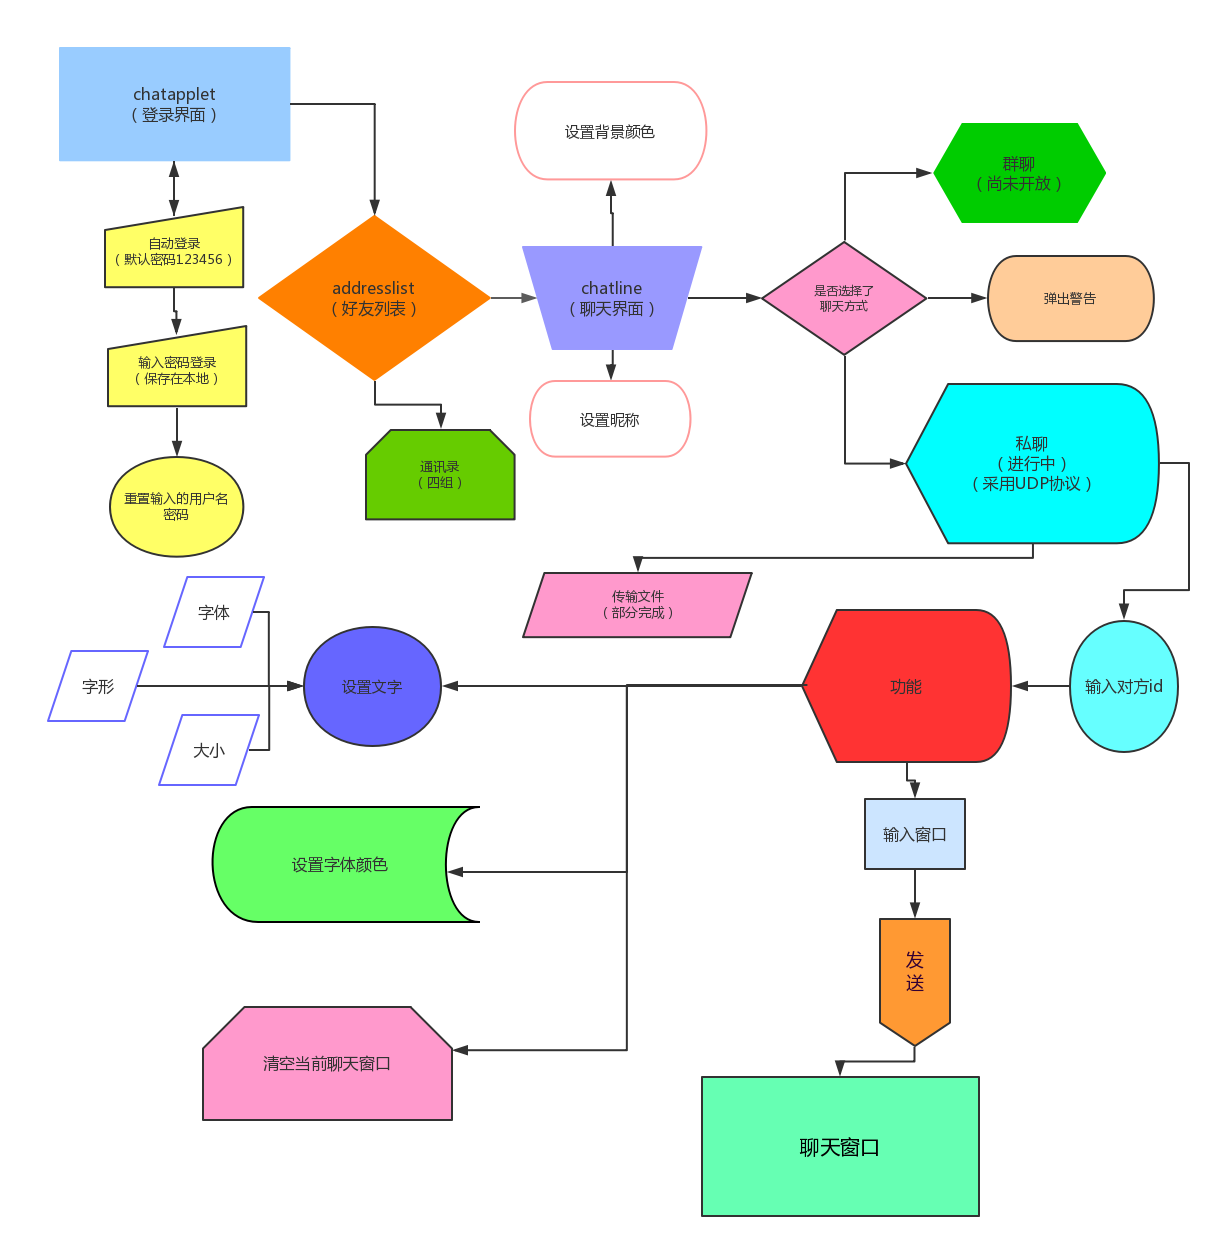 chatapplet
（登录界面）
自动登录
（默认密码123456）
输入密码登录
（保存在本地）
重置输入的用户名
密码
addresslist
（好友列表）
通讯录
（四组）
设置背景颜色
chatline
（聊天界面）
设置昵称
是否选择了
聊天方式
群聊
（尚未开放）
弹出警告
私聊
（进行中）
（采用UDP协议）
传输文件
（部分完成）
字体
字形
大小
设置文字
功能
输入对方id
设置字体颜色
输入窗口
发
送
清空当前聊天窗口
聊天窗口